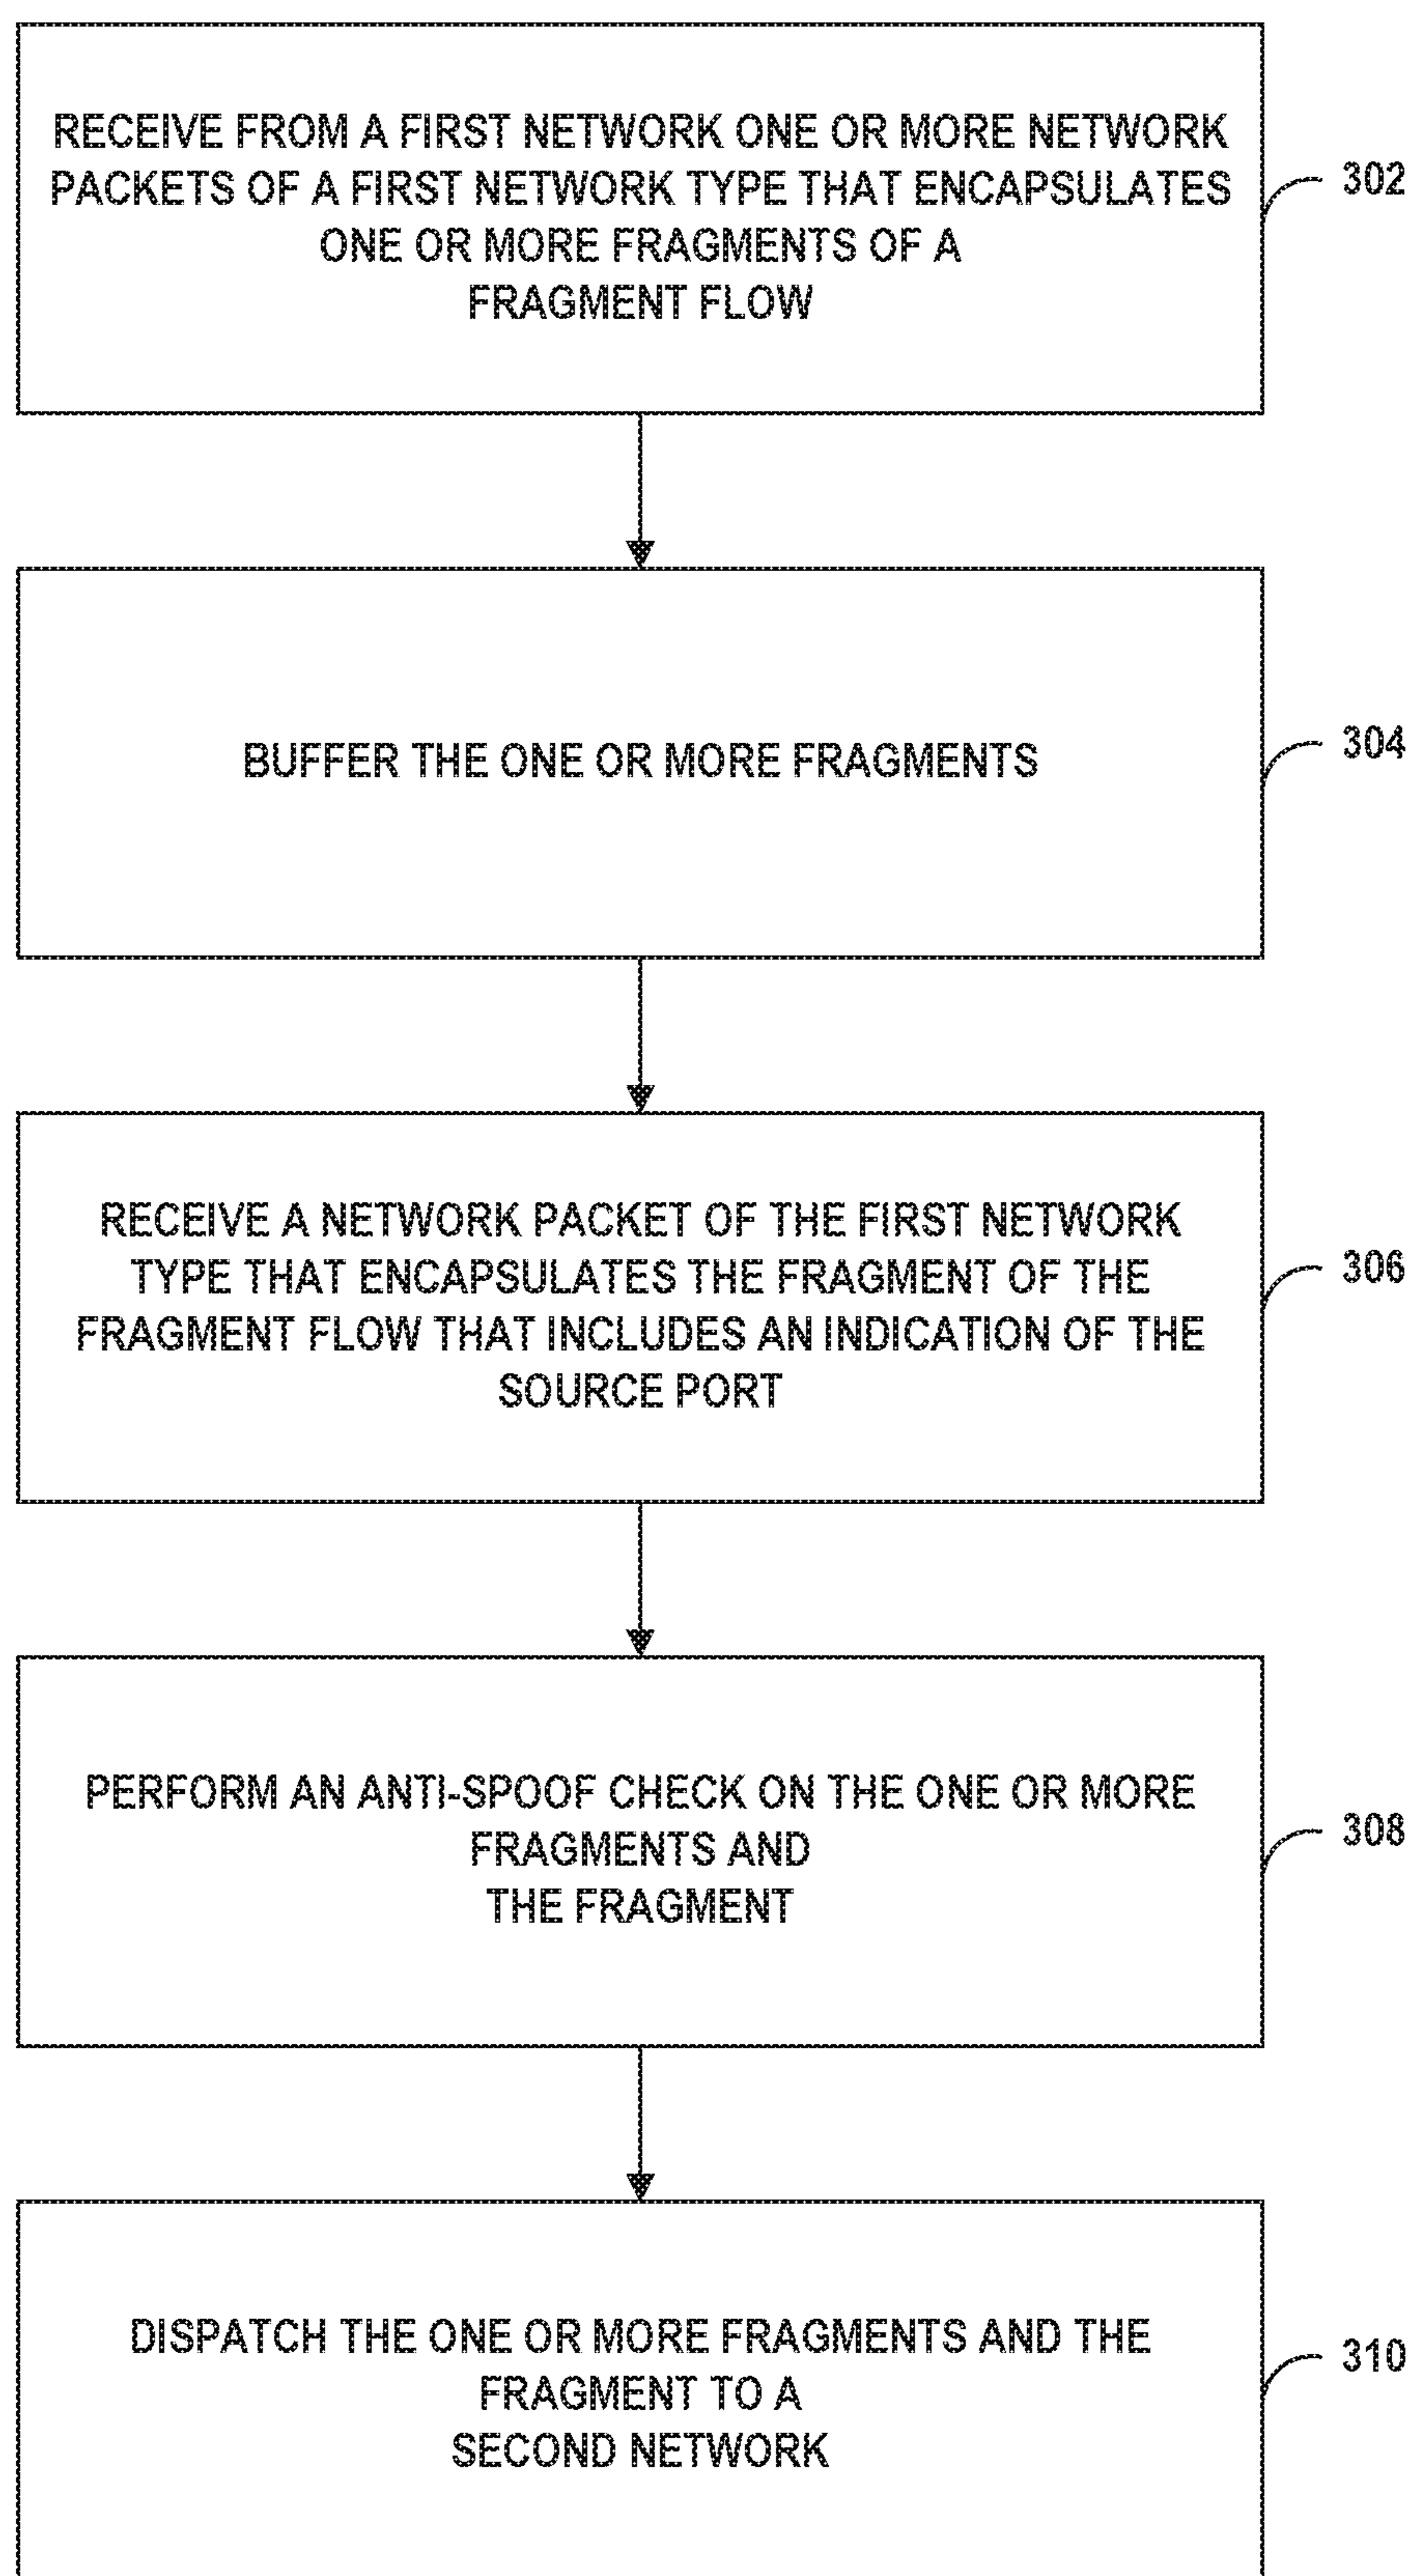 RECEIVE FROM A FIRST NETWORK ONE OR MORE NETWORK
PACKETS OF A FIRST NETWORK TYPE THAT ENCAPSULATES
ONE OR MORE FRAGMENTS OF A
FRAGMENT FLOW
302
BUFFER THE ONE OR MORE FRAGMENTS
304
RECEIVE A NETWORK PACKET OF THE FIRST NETWORK
TYPE THAT ENCAPSULATES THE FRAGMENT OF THE
FRAGMENT FLOW THAT INCLUDES AN INDICATION OF THE
SOURCE PORT
306
PERFORM AN ANTI-SPOOF CHECK ON THE ONE OR MORE
FRAGMENTS AND
THE FRAGMENT
308
DISPATCH THE ONE OR MORE FRAGMENTS AND THE
FRAGMENT TO A
SECOND NETWORK
310